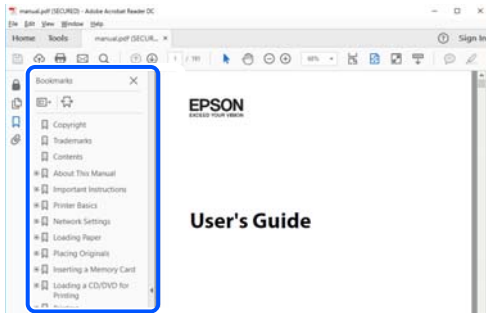 manual.pdf (SECURED) - Adobe Acrobat Reader DC
File Edit View Window Help
Home Tools manual.pdf (SECUR... ×
Sign In
Bookmarks
EPSON
EXCEED YOUR VISION
Copyright
Trademarks
Contents
About This Manual
Important Instructions
Printer Basics
Network Settings
User's Guide
Loading Paper
Placing Originals
Inserting a Memory Card
Loading a CD/DVD for
Printing